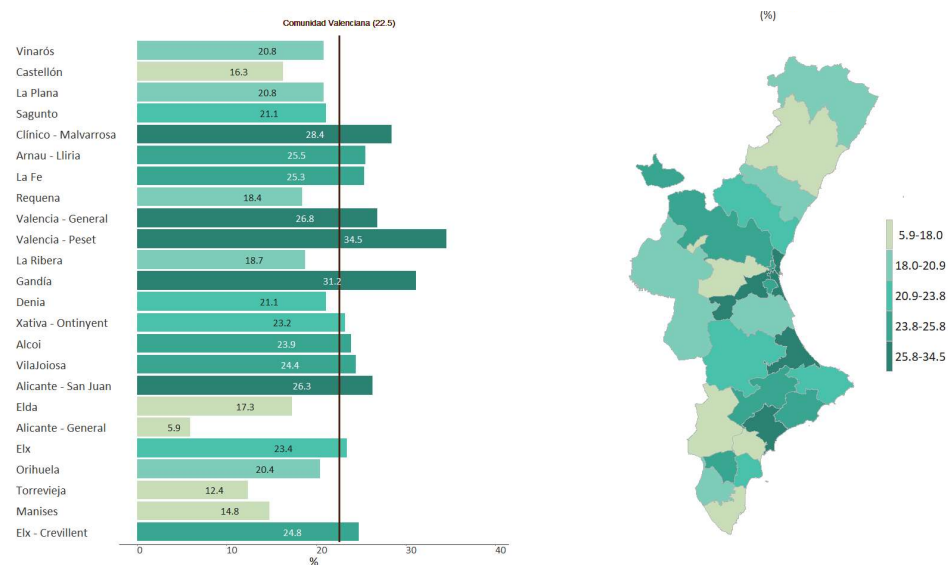 Comunidad Valenciana (22.5)
Vinarós 20.8
Castellón 16.3
La Plana 20.8
Sagunto 21.1
Clínico - Malvarrosa 28.4
Arnau - Lliria 25.5
La Fe 25.3
Requena 18.4
Valencia - General 26.8
Valencia - Peset 34.5
La Ribera 18.7
Gandía 31.2
Denia 21.1
Xativa - Ontinyent 23.2
Alcoi 23.9
VilaJoiosa 24.4
Alicante - San Juan 26.3
Elda 17.3
Alicante - General 5.9
Elx 23.4
Orihuela 20.4
Torrevieja 12.4
Manises 14.8
Elx - Crevillent 24.8
0 10 20 30 40
%
(%)
5.9-18.0
18.0-20.9
20.9-23.8
23.8-25.8
25.8-34.5